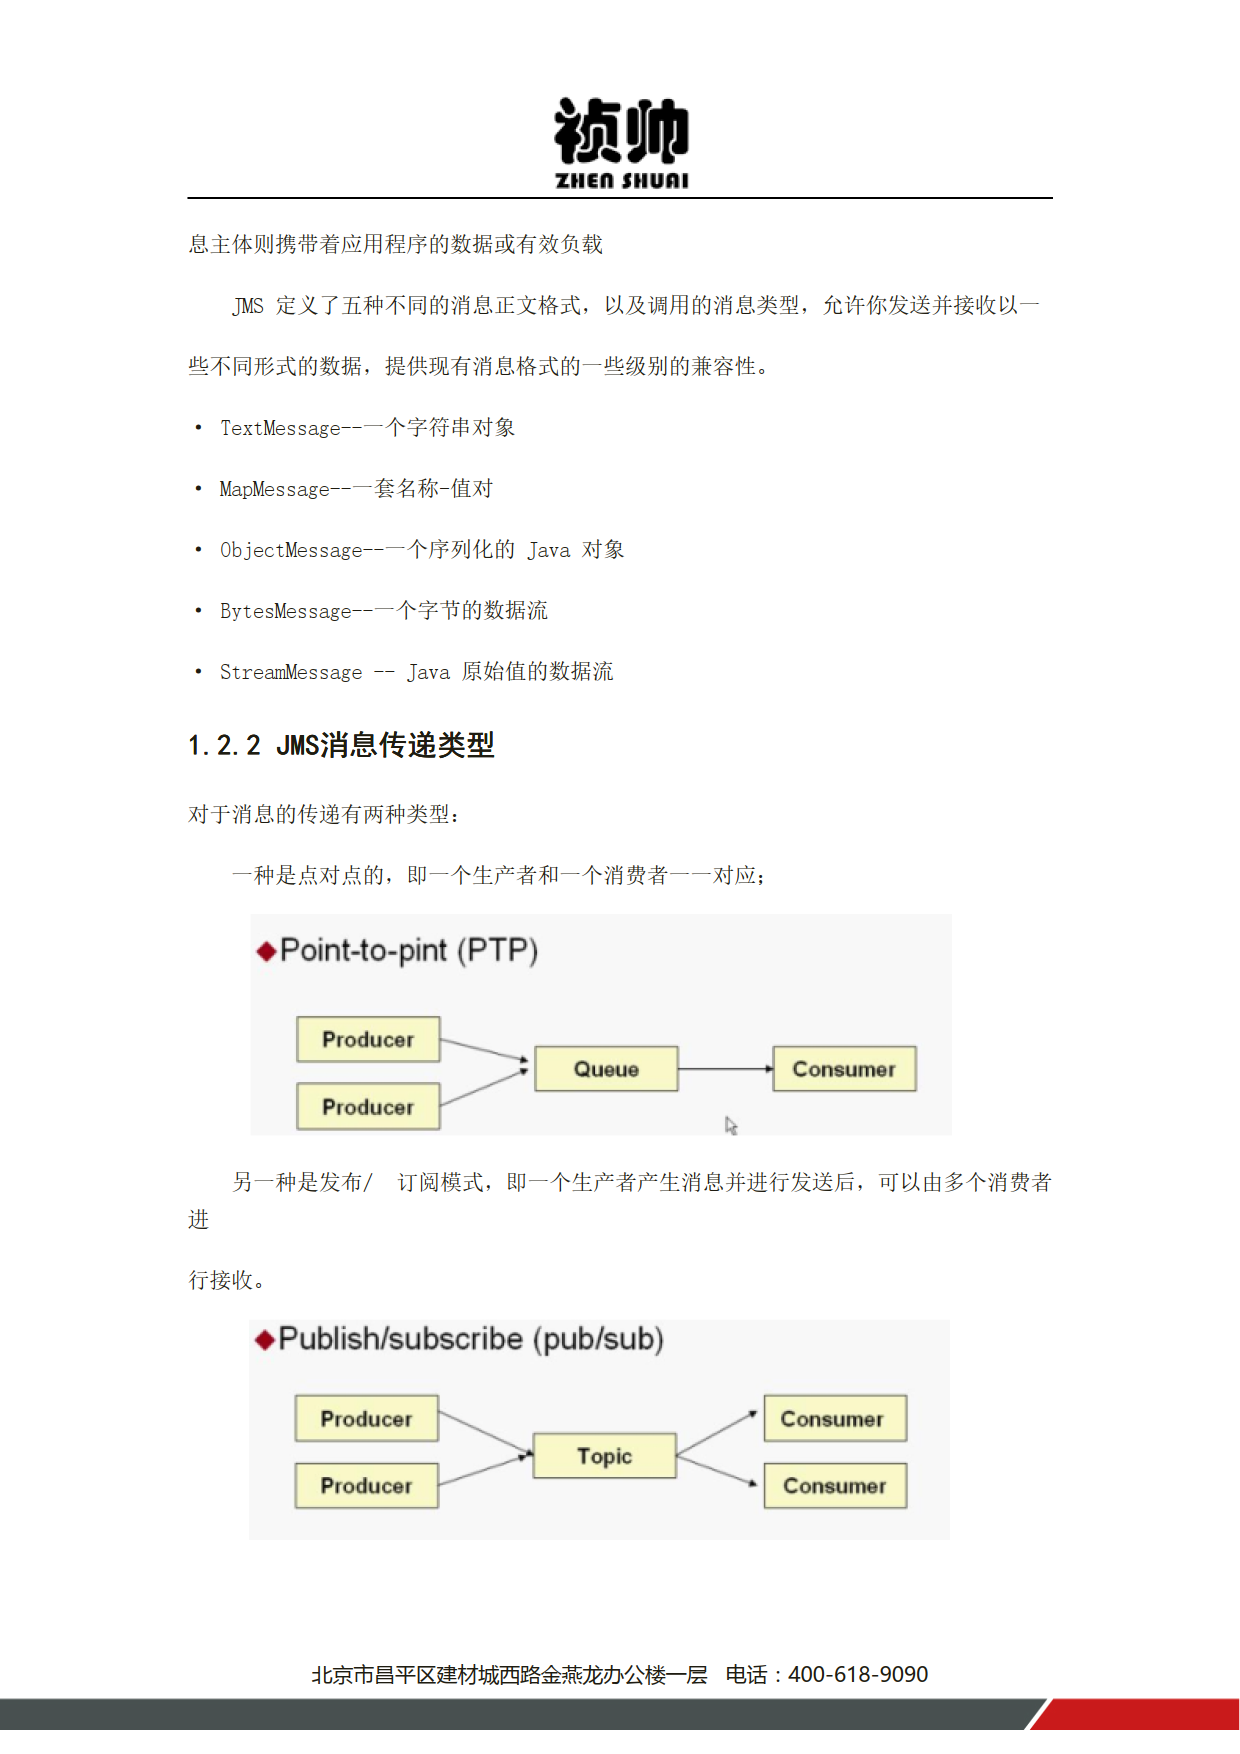 祯帅
ZHEN SHUAI
息主体则携带着应用程序的数据或有效负载
JMS 定义了五种不同的消息正文格式，以及调用的消息类型，允许你发送并接收以一
些不同形式的数据，提供现有消息格式的一些级别的兼容性。
· TextMessage--一个字符串对象
· MapMessage--一套名称-值对
· ObjectMessage--一个序列化的 Java 对象
· BytesMessage--一个字节的数据流
· StreamMessage -- Java 原始值的数据流
1.2.2 JMS消息传递类型
对于消息的传递有两种类型：
一种是点对点的，即一个生产者和一个消费者一一对应；
◆Point-to-pint (PTP)
Producer
Queue
Consumer
Producer
另一种是发布/ 订阅模式，即一个生产者产生消息并进行发送后，可以由多个消费者
进
行接收。
◆Publish/subscribe (pub/sub)
Producer
Consumer
Topic
Producer
Consumer
北京市昌平区建材城西路金燕龙办公楼一层 电话：400-618-9090